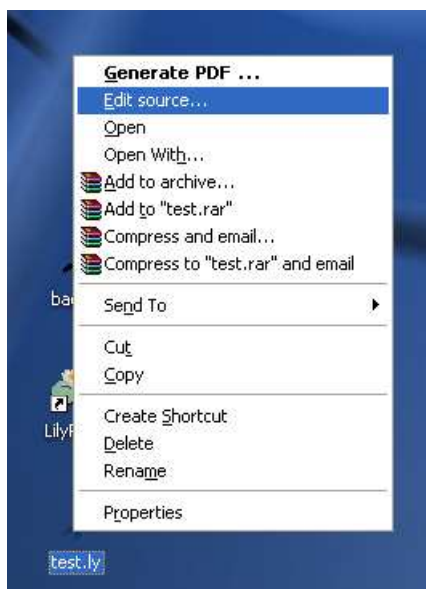 Generate PDF ...
Edit source...
Open
Open With...
Add to archive...
Add to "test.rar"
Compress and email...
Compress to "test.rar" and email
Send To
Cut
Copy
Create Shortcut
Delete
Rename
Properties
test.ly